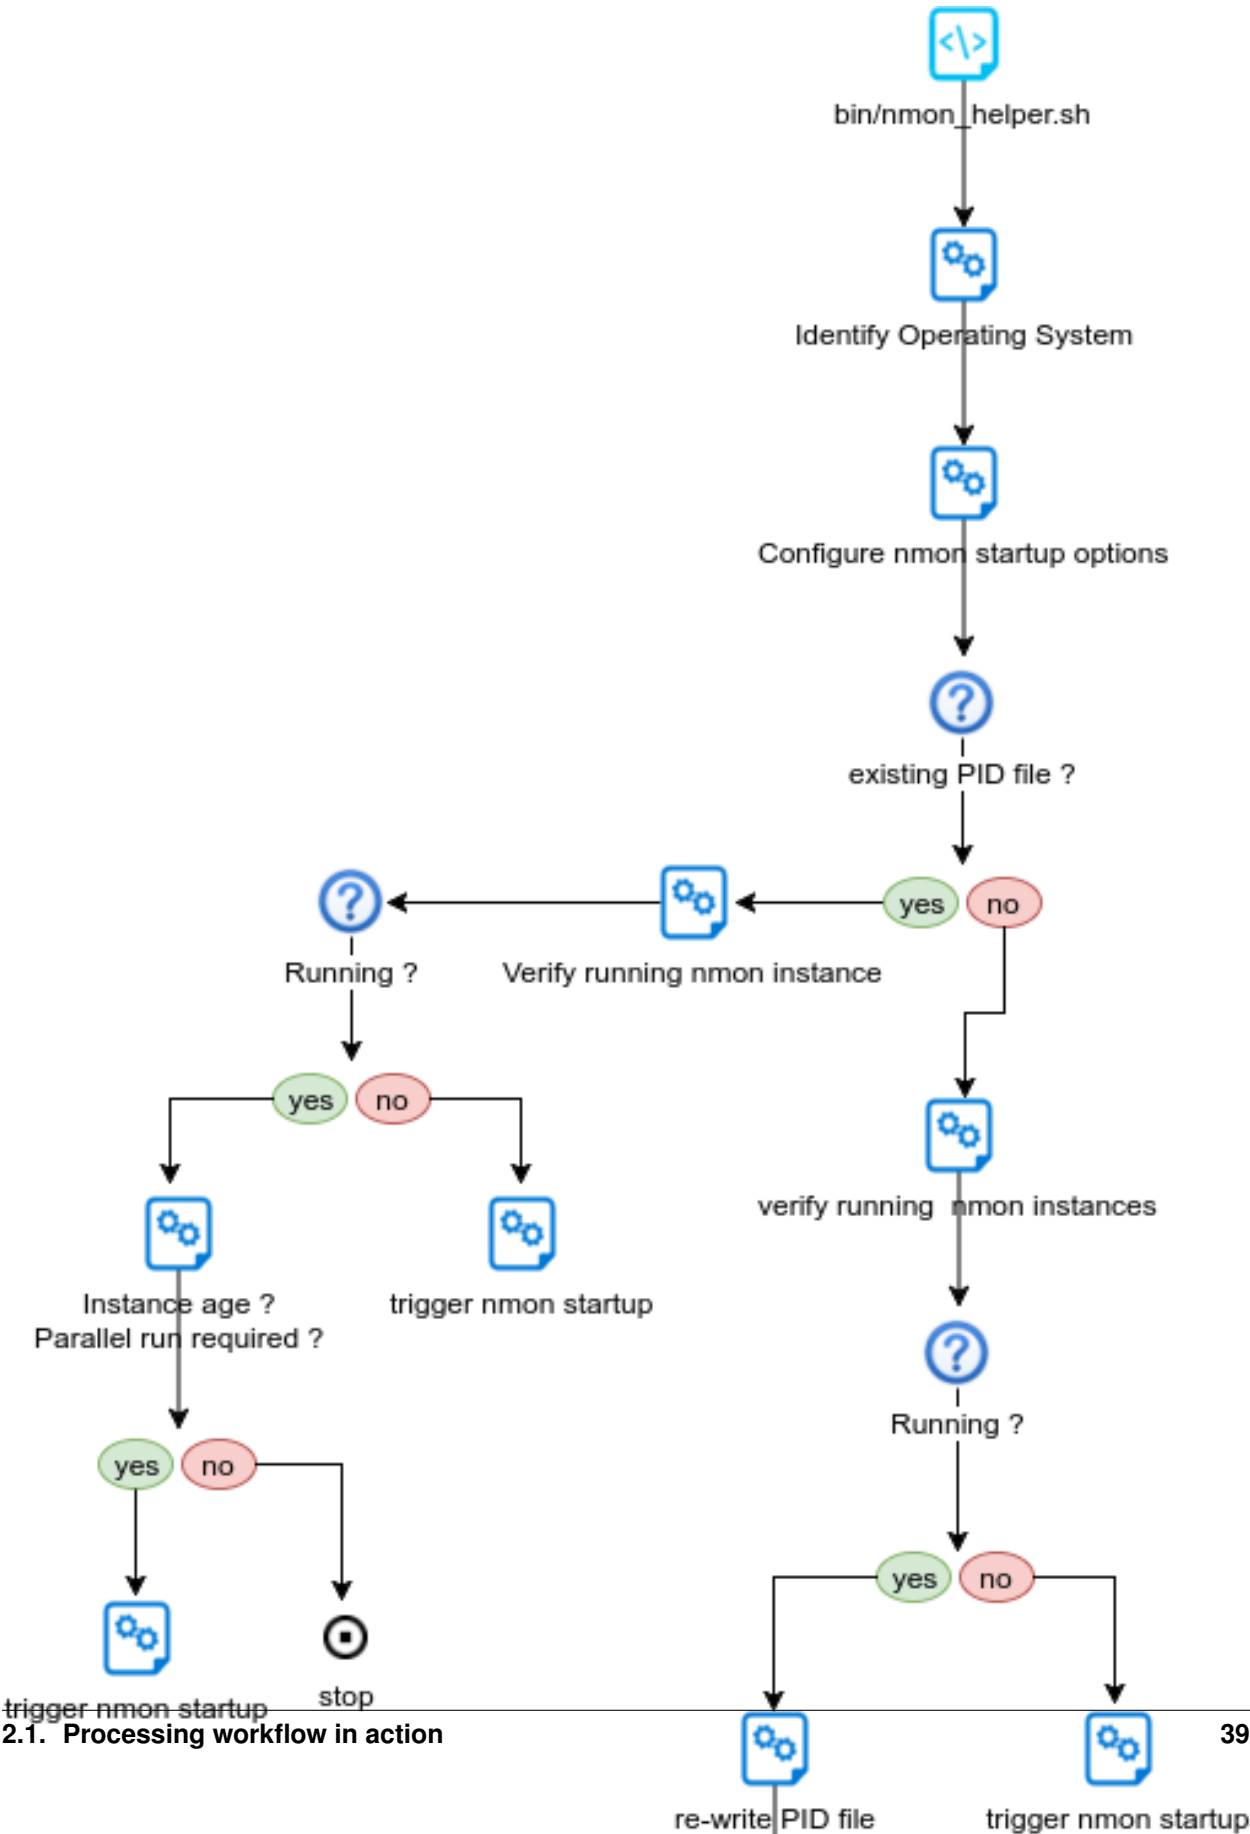 bin/nmon_helper.sh
Identify Operating System
Configure nmon startup options
existing PID file ?
yes no
Running ? Verify running nmon instance
yes no
verify running nmon instances
Instance age ?
Parallel run required ?
trigger nmon startup
Running ?
yes no
yes no
trigger nmon startup
stop
2.1. Processing workflow in action 39
re-write PID file
trigger nmon startup